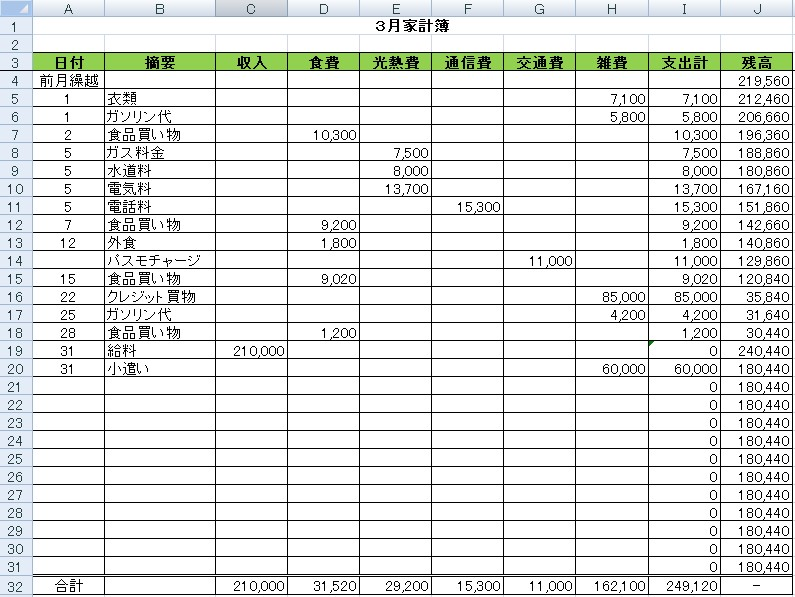 A B C D E F G H I J
1 3月家計簿
2
3 日付 摘要 収入 食費 光熱費 通信費 交通費 雑費 支出計 残高
4 前月繰越 219,560
5 1 衣類 7,100 7,100 212,460
6 1 ガソリン代 5,800 5,800 206,660
7 2 食品買い物 10,300 10,300 196,360
8 5 ガス料金 7,500 7,500 188,860
9 5 水道料 8,000 8,000 180,860
10 5 電気料 13,700 13,700 167,160
11 5 電話料 15,300 15,300 151,860
12 7 食品買い物 9,200 9,200 142,660
13 12 外食 1,800 1,800 140,860
14 パスモチャージ 11,000 11,000 129,860
15 15 食品買い物 9,020 9,020 120,840
16 22 クレジット買物 85,000 85,000 35,840
17 25 ガソリン代 4,200 4,200 31,640
18 28 食品買い物 1,200 1,200 30,440
19 31 給料 210,000 0 240,440
20 31 小遣い 60,000 60,000 180,440
21 0 180,440
22 0 180,440
23 0 180,440
24 0 180,440
25 0 180,440
26 0 180,440
27 0 180,440
28 0 180,440
29 0 180,440
30 0 180,440
31 0 180,440
32 合計 210,000 31,520 29,200 15,300 11,000 162,100 249,120 −